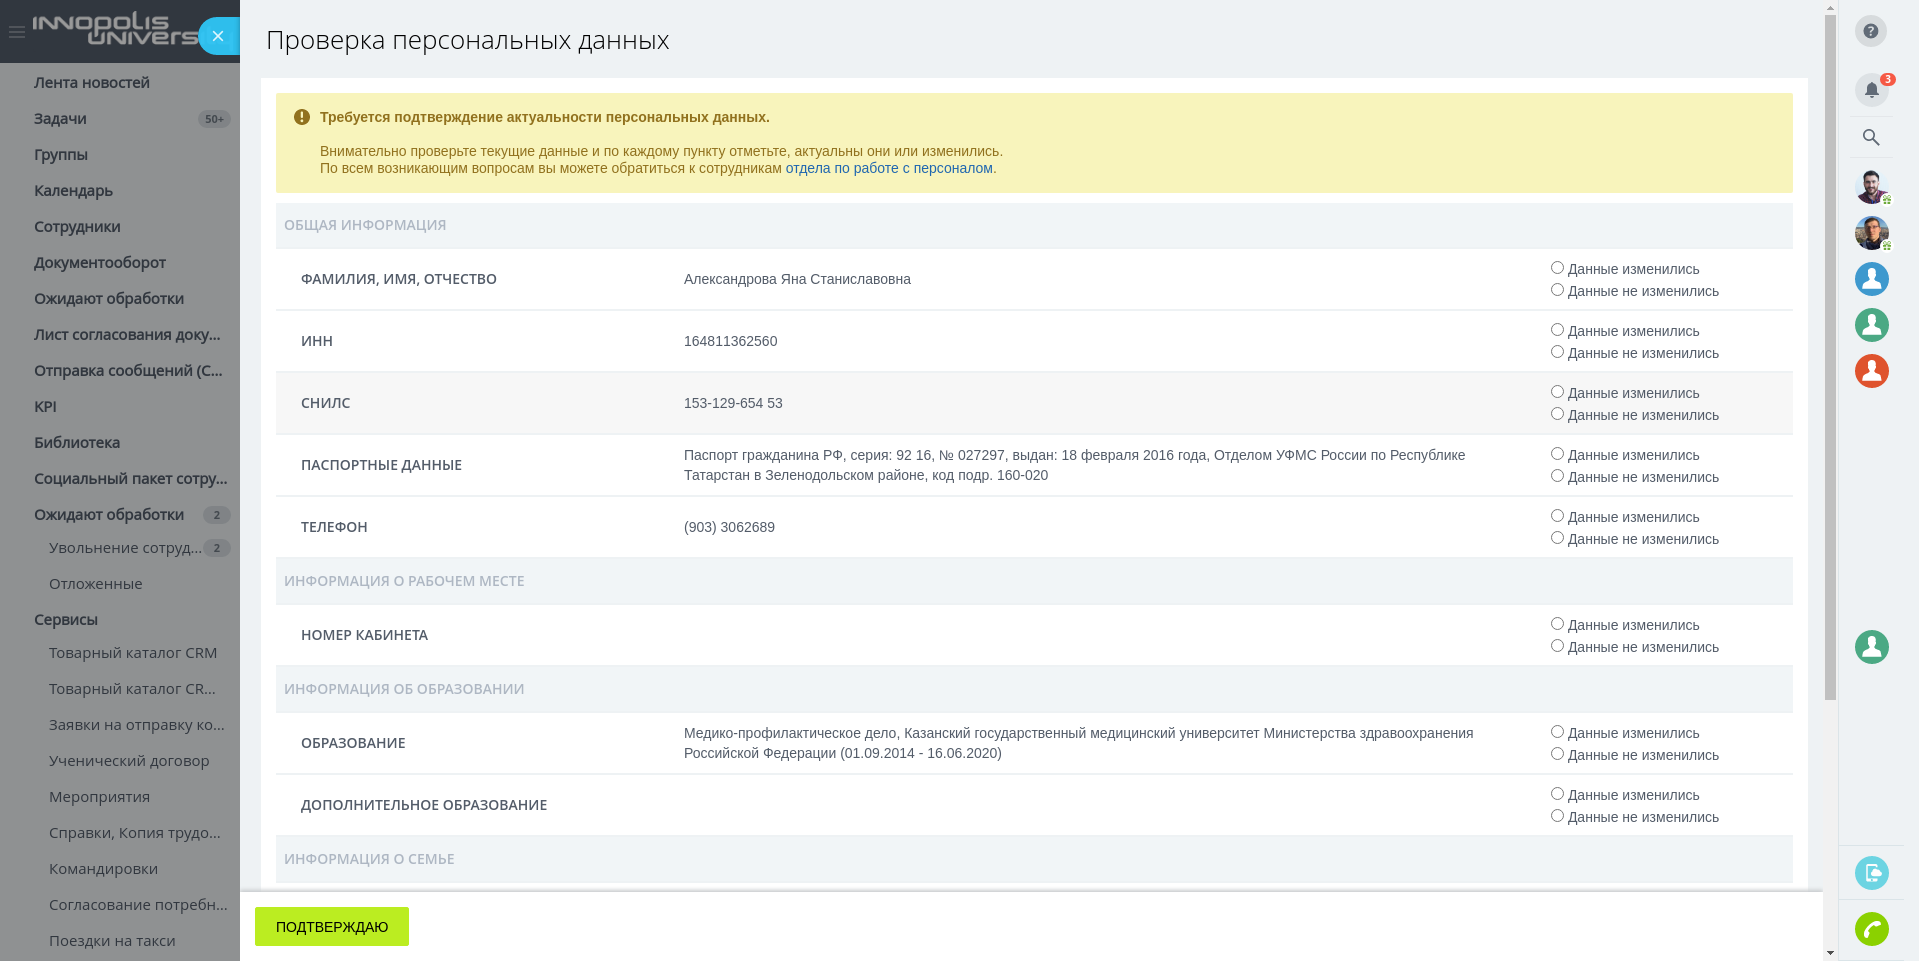 INNOPOLIS
UNIVERS
Лента новостей
Задачи 50+
Группы
Календарь
Сотрудники
Документооборот
Ожидают обработки
Лист согласования доку...
Отправка сообщений (С...
KPI
Библиотека
Социальный пакет сотру...
Ожидают обработки 2
Увольнение сотруд... 2
Отложенные
Сервисы
Товарный каталог CRM
Товарный каталог CR...
Заявки на отправку ко...
Ученический договор
Мероприятия
Справки, Копия трудо...
Командировки
Согласование потребн...
Поездки на такси
Проверка персональных данных
Требуется подтверждение актуальности персональных данных.
Внимательно проверьте текущие данные и по каждому пункту отметьте, актуальны они или изменились.
По всем возникающим вопросам вы можете обратиться к сотрудникам отдела по работе с персоналом.
ОБЩАЯ ИНФОРМАЦИЯ
ФАМИЛИЯ, ИМЯ, ОТЧЕСТВО
Александрова Яна Станиславовна
Данные изменились
Данные не изменились
ИНН
164811362560
Данные изменились
Данные не изменились
СНИЛС
153-129-654 53
Данные изменились
Данные не изменились
ПАСПОРТНЫЕ ДАННЫЕ
Паспорт гражданина РФ, серия: 92 16, № 027297, выдан: 18 февраля 2016 года, Отделом УФМС России по Республике
Татарстан в Зеленодольском районе, код подр. 160-020
Данные изменились
Данные не изменились
ТЕЛЕФОН
(903) 3062689
Данные изменились
Данные не изменились
ИНФОРМАЦИЯ О РАБОЧЕМ МЕСТЕ
НОМЕР КАБИНЕТА
Данные изменились
Данные не изменились
ИНФОРМАЦИЯ ОБ ОБРАЗОВАНИИ
ОБРАЗОВАНИЕ
Медико-профилактическое дело, Казанский государственный медицинский университет Министерства здравоохранения
Российской Федерации (01.09.2014 - 16.06.2020)
Данные изменились
Данные не изменились
ДОПОЛНИТЕЛЬНОЕ ОБРАЗОВАНИЕ
Данные изменились
Данные не изменились
ИНФОРМАЦИЯ О СЕМЬЕ
ПОДТВЕРЖДАЮ
3